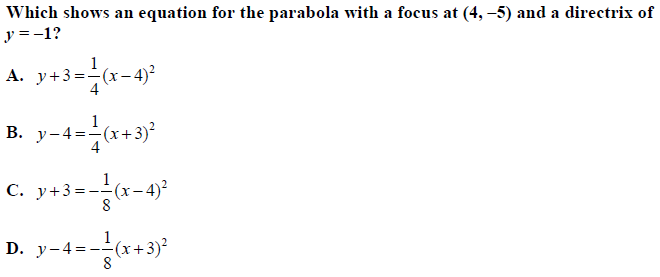 Which shows an equation for the parabola with a focus at (4, –5) and a directrix of
y = –1?
A. y+3=\frac{1}{4}(x–4)²
B. y–4=\frac{1}{4}(x+3)²
C. y+3=–\frac{1}{8}(x–4)²
D. y–4=–\frac{1}{8}(x+3)²